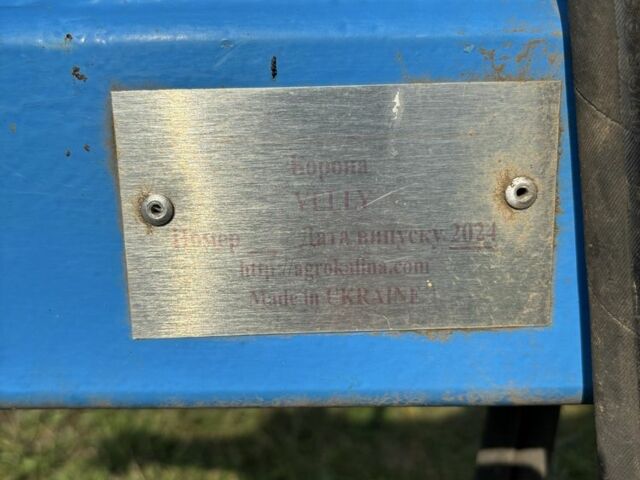 Борона
VELLY
Номер Дата випуску 2024
http://agrokalina.com
Made in UKRAINE